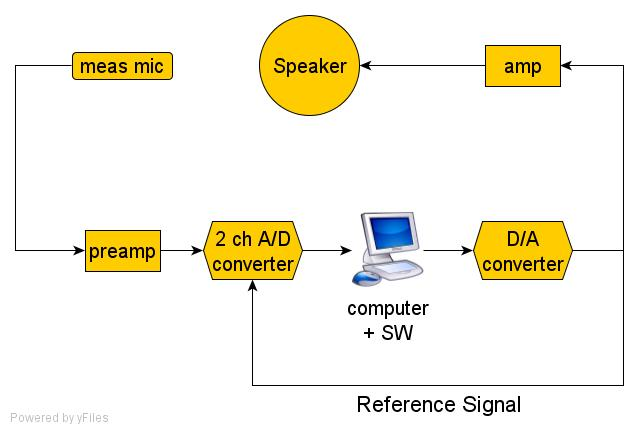 meas mic
Speaker
amp
preamp
2 ch A/D
converter
D/A
converter
computer
+ SW
Reference Signal
Powered by yFiles